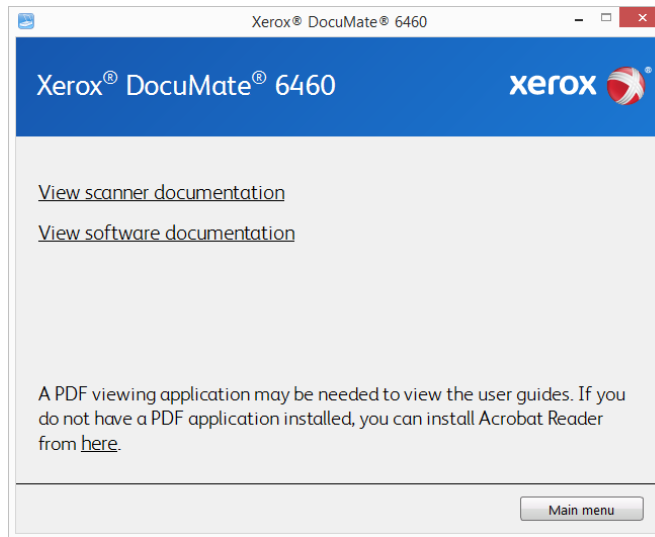 Xerox® DocuMate® 6460
Xerox® DocuMate® 6460
xerox ®
View scanner documentation
View software documentation
A PDF viewing application may be needed to view the user guides. If you
do not have a PDF application installed, you can install Acrobat Reader
from here.
Main menu